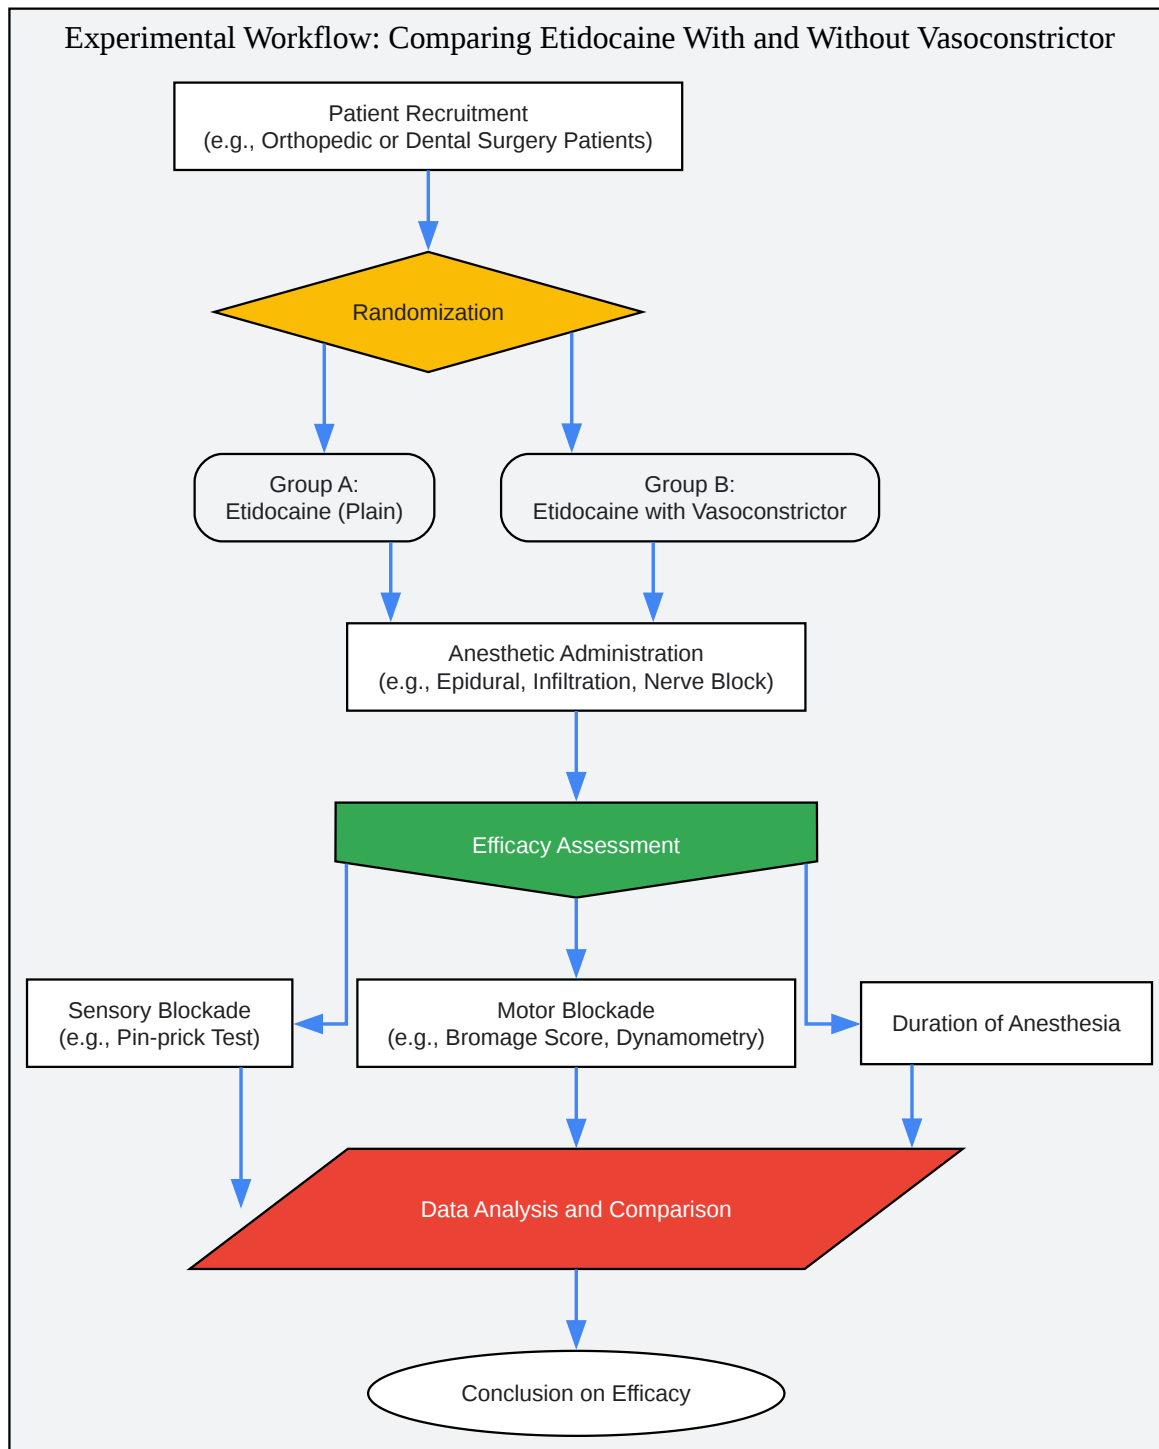 Experimental Workflow: Comparing Etidocaine With and Without Vasoconstrictor
Patient Recruitment
(e.g., Orthopedic or Dental Surgery Patients)
Randomization
Group A:
Etidocaine (Plain)
Group B:
Etidocaine with Vasoconstrictor
Anesthetic Administration
(e.g., Epidural, Infiltration, Nerve Block)
Efficacy Assessment
Sensory Blockade
(e.g., Pin-prick Test)
Motor Blockade
(e.g., Bromage Score, Dynamometry)
Duration of Anesthesia
Data Analysis and Comparison
Conclusion on Efficacy